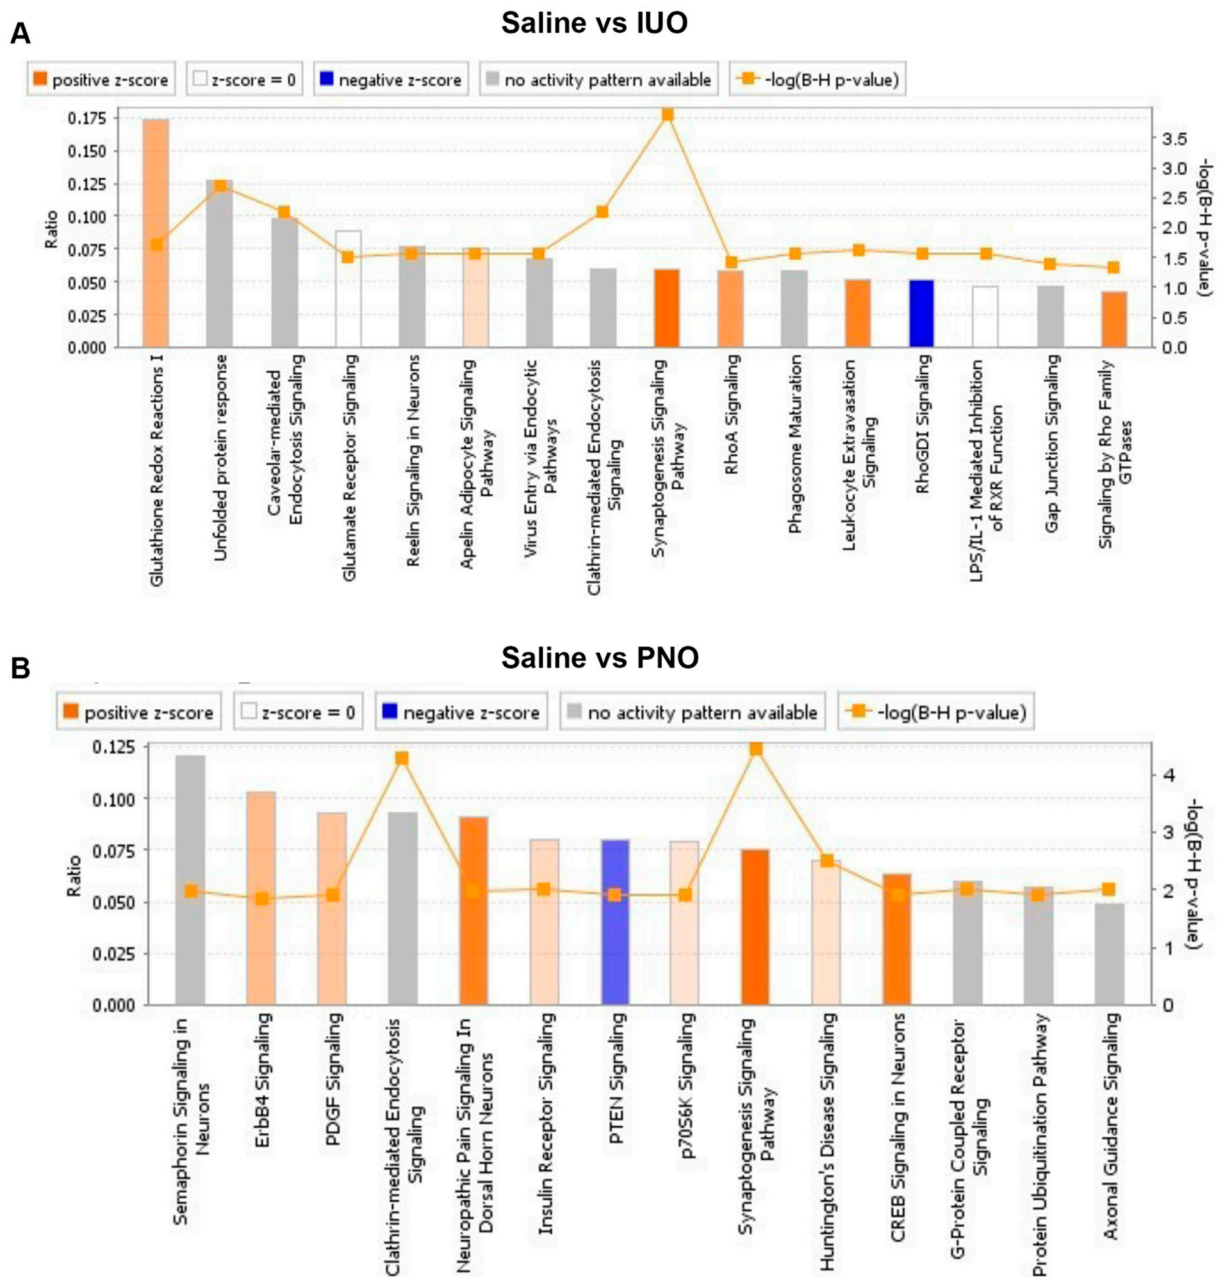 A
Saline vs IUO
positive z-score
z-score = 0
negative z-score
no activity pattern available
-log(B-H p-value)
0.175
0.150
0.125
0.100
0.075
0.050
0.025
0.000
Ratio
3.5
3.0
2.5
2.0
1.5
1.0
0.5
0.0
-log(B-H p-value)
Glutathione Redox Reactions I
Unfolded protein response
Caveolar-mediated
Endocytosis Signaling
Glutamate Receptor Signaling
Reelin Signaling in Neurons
Apelin Adipocyte Signaling
Pathway
Virus Entry via Endocytic
Pathways
Clathrin-mediated Endocytosis
Signaling
Synaptogenesis Signaling
Pathway
RhoA Signaling
Phagosome Maturation
Leukocyte Extravasation
Signaling
RhoGDI Signaling
LPS/IL-1 Mediated Inhibition
of RXR Function
Gap Junction Signaling
Signaling by Rho Family
GTPases
B
Saline vs PNO
positive z-score
z-score = 0
negative z-score
no activity pattern available
-log(B-H p-value)
0.125
0.100
0.075
0.050
0.025
0.000
Ratio
4
3
2
1
0
-log(B-H p-value)
Semaphorin Signaling in
Neurons
ErbB4 Signaling
PDGF Signaling
Clathrin-mediated Endocytosis
Signaling
Neuropathic Pain Signaling In
Dorsal Horn Neurons
Insulin Receptor Signaling
PTEN Signaling
p70S6K Signaling
Synaptogenesis Signaling
Pathway
Huntington's Disease Signaling
CREB Signaling in Neurons
G-Protein Coupled Receptor
Signaling
Protein Ubiquitination Pathway
Axonal Guidance Signaling